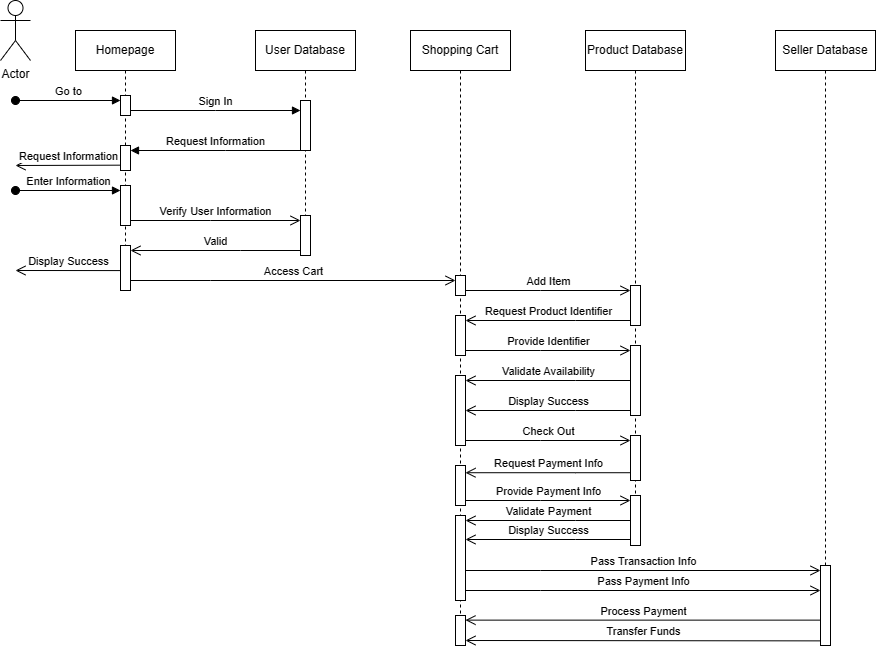 Actor
Homepage
User Database
Shopping Cart
Product Database
Seller Database
Go to
Sign In
Request Information
Request Information
Enter Information
Verify User Information
Valid
Display Success
Access Cart
Add Item
Request Product Identifier
Provide Identifier
Validate Availability
Display Success
Check Out
Request Payment Info
Provide Payment Info
Validate Payment
Display Success
Pass Transaction Info
Pass Payment Info
Process Payment
Transfer Funds